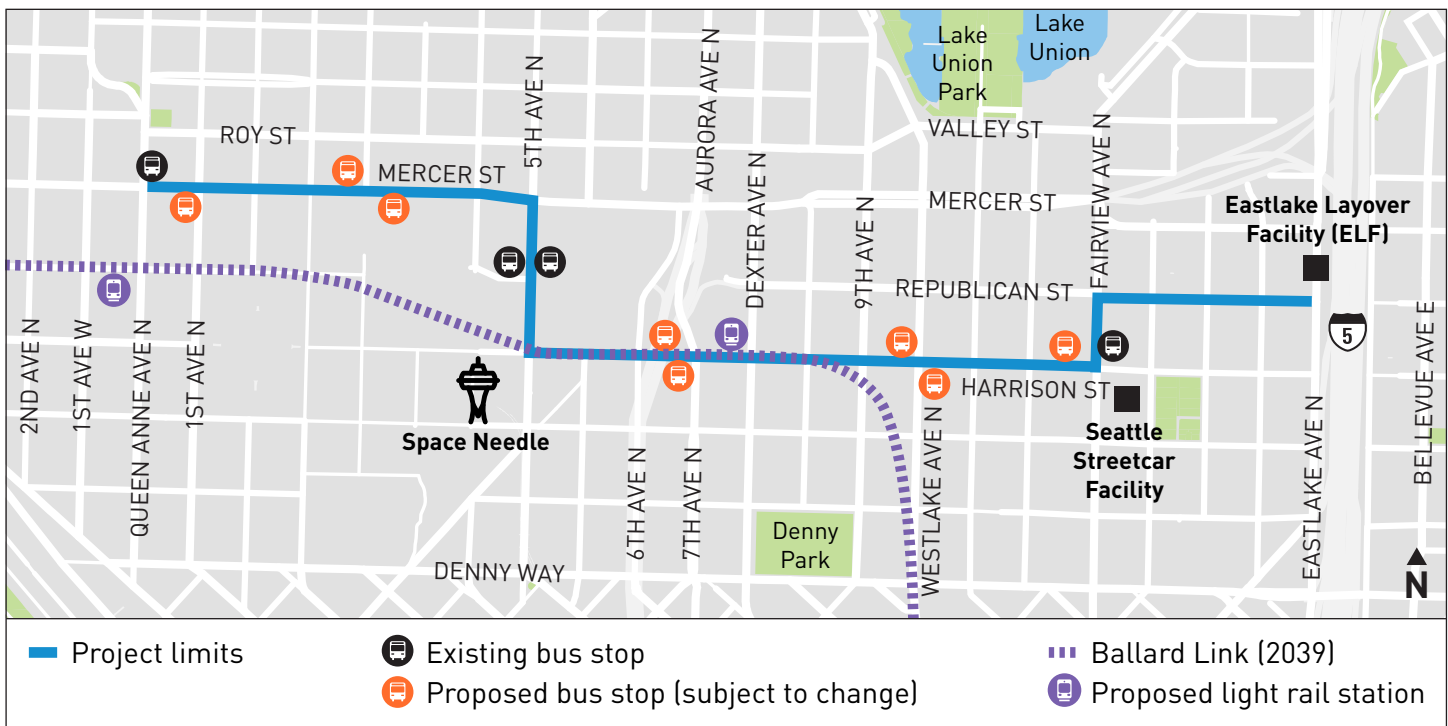 Lake
Union
Lake
Union
Park
5TH AVE N
AURORA AVE N
ROY ST
VALLEY ST
FAIRVIEW AVE N
MERCER ST
DEXTER AVE N
MERCER ST
9TH AVE N
Eastlake Layover
Facility (ELF)
REPUBLICAN ST
5
2ND AVE N
1ST AVE W
QUEEN ANNE AVE N
1ST AVE N
HARRISON ST
BELLEVUE AVE E
Space Needle
Seattle
Streetcar
Facility
6TH AVE N
7TH AVE N
WESTLAKE AVE N
EASTLAKE AVE N
Denny
Park
DENNY WAY
N
Project limits
Existing bus stop
Proposed bus stop (subject to change)
Ballard Link (2039)
Proposed light rail station